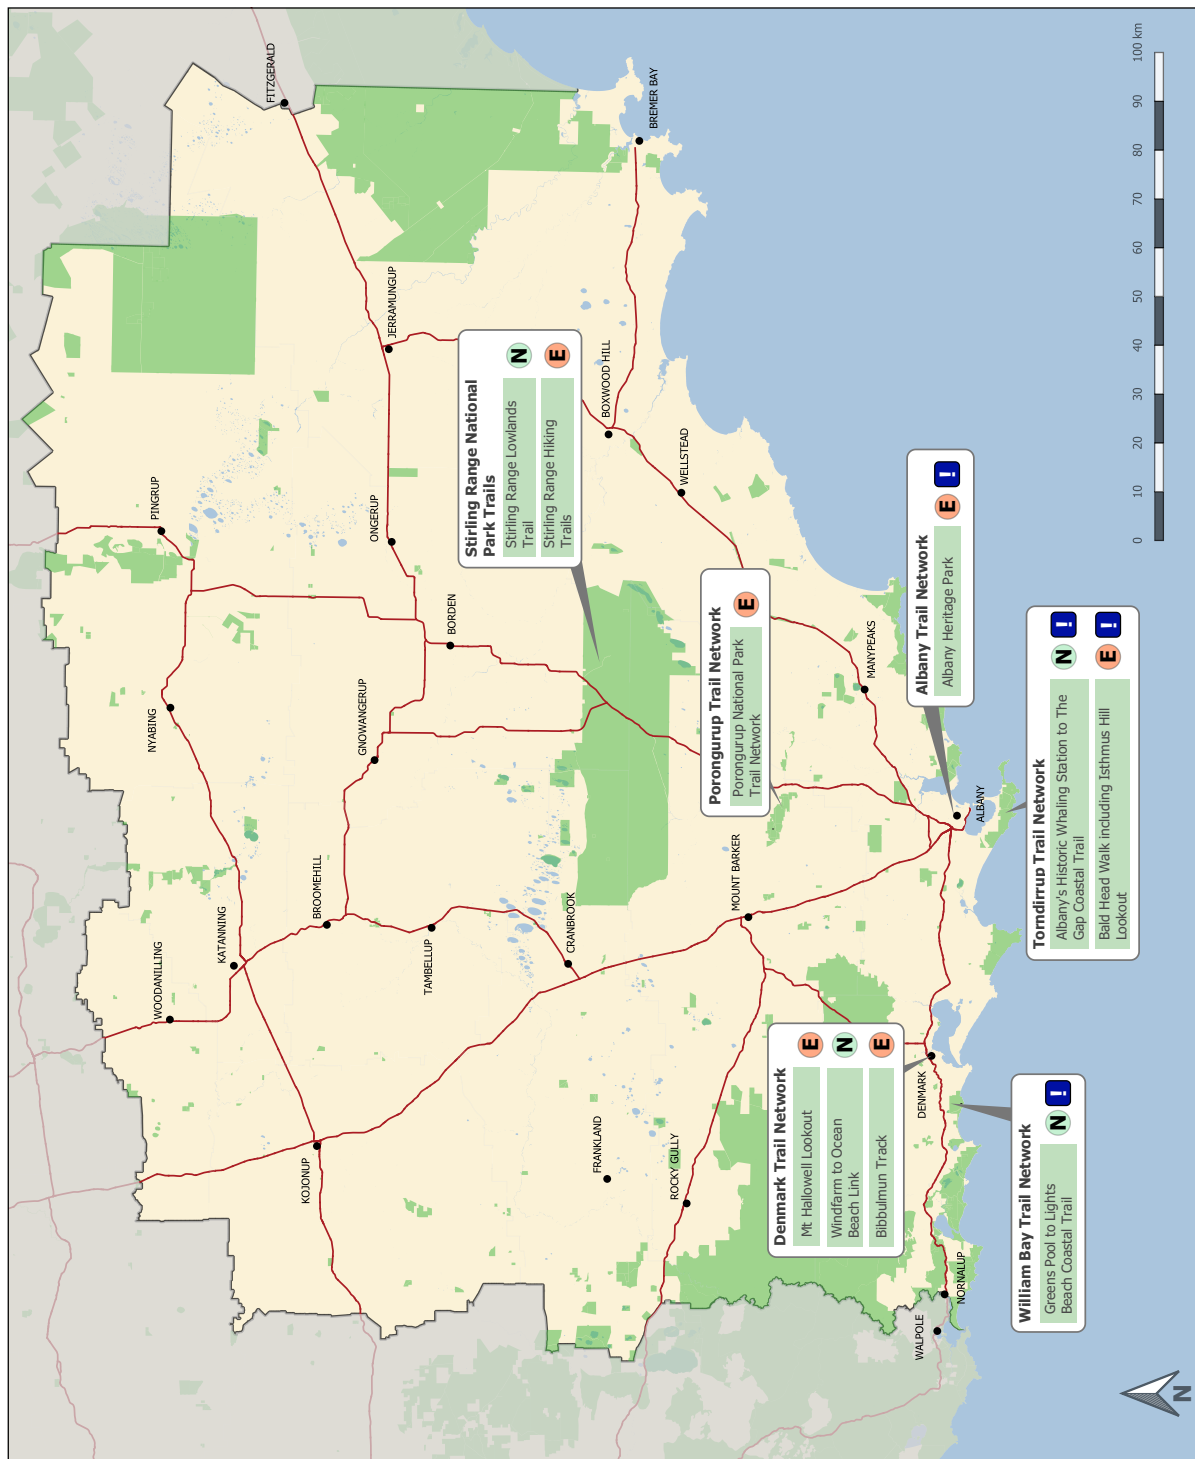 FITZGERALD
BREMER BAY
JERRAMUNGUP
BOXWOOD HILL
PINGRUP
ONGERUP
WELLSTEAD
BORDEN
NYABING
GNOWANGERUP
MANYPEAKS
BROOMEHILL
KATANNING
WOODANILLING
TAMBELLUP
CRANBROOK
MOUNT BARKER
ALBANY
KOJONUP
FRANKLAND
ROCKY GULLY
DENMARK
WALPOLE
NORNALUP
Stirling Range National
Park Trails
Stirling Range Lowlands
Trail
N
Stirling Range Hiking
Trails
E
Porongurup Trail Network
Porongurup National Park
Trail Network
E
Albany Trail Network
Albany Heritage Park
E i
Torndirrup Trail Network
Albany's Historic Whaling Station to The
Gap Coastal Trail
N i
Bald Head Walk including Isthmus Hill
Lookout
E i
Denmark Trail Network
Mt Hallowell Lookout
E
Windfarm to Ocean
Beach Link
N
Bibbulmun Track
E
William Bay Trail Network
Greens Pool to Lights
Beach Coastal Trail
N i
0 10 20 30 40 50 60 70 80 90 100 km
N